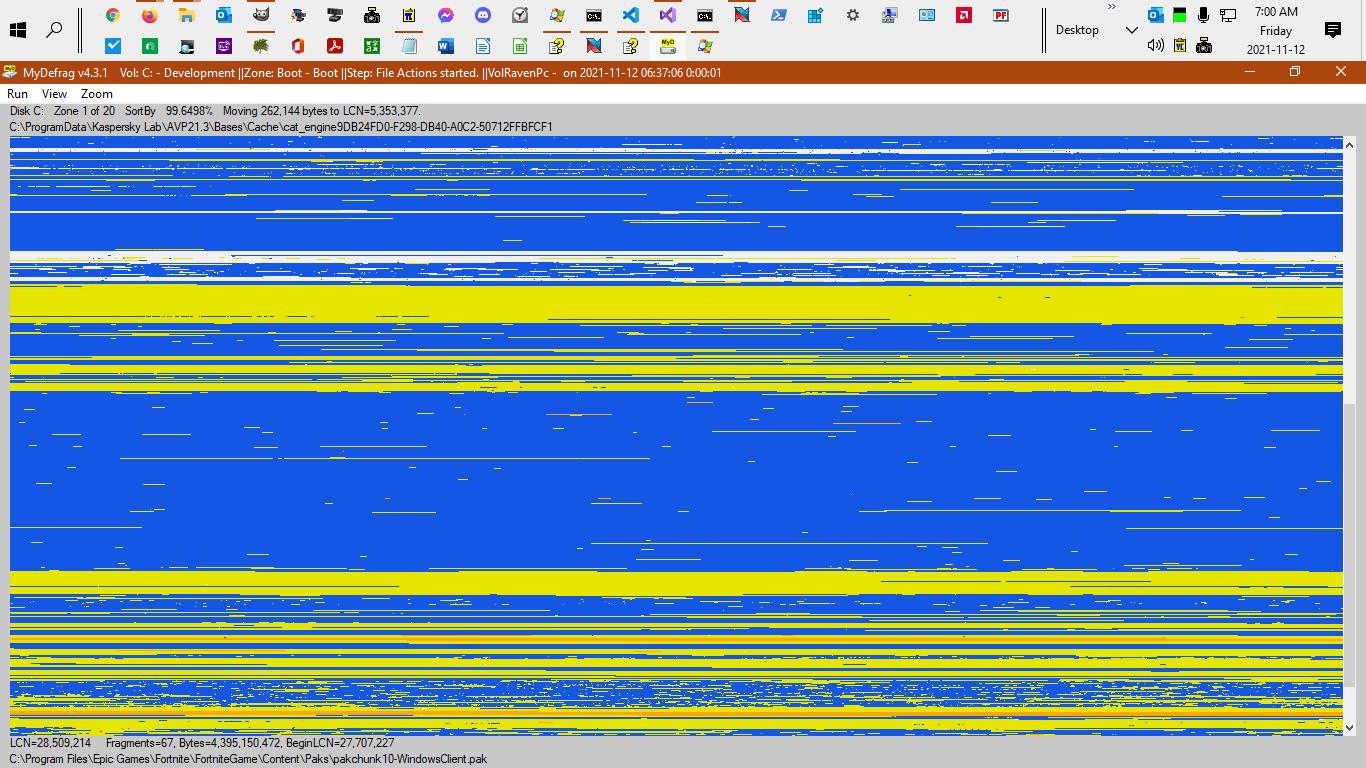 7:00 AM
Desktop
Friday
2021-11-12
MyDefrag v4.3.1 Vol: C: - Development ||Zone: Boot - Boot ||Step: File Actions started. ||VolRavenPc - on 2021-11-12 06:37:06 0:00:01
Run View Zoom
Disk C: Zone 1 of 20 SortBy 99.6498% Moving 262,144 bytes to LCN=5,353,377.
C:\ProgramData\Kaspersky Lab\AVP21.3\Bases\Cache\cat_engine9DB24FD0-F298-DB40-A0C2-50712FFBFCF1
LCN=28,509,214 Fragments=67, Bytes=4,395,150,472, BeginLCN=27,707,227
C:\Program Files\Epic Games\Fortnite\FortniteGame\Content\Paks\pakchunk10-WindowsClient.pak